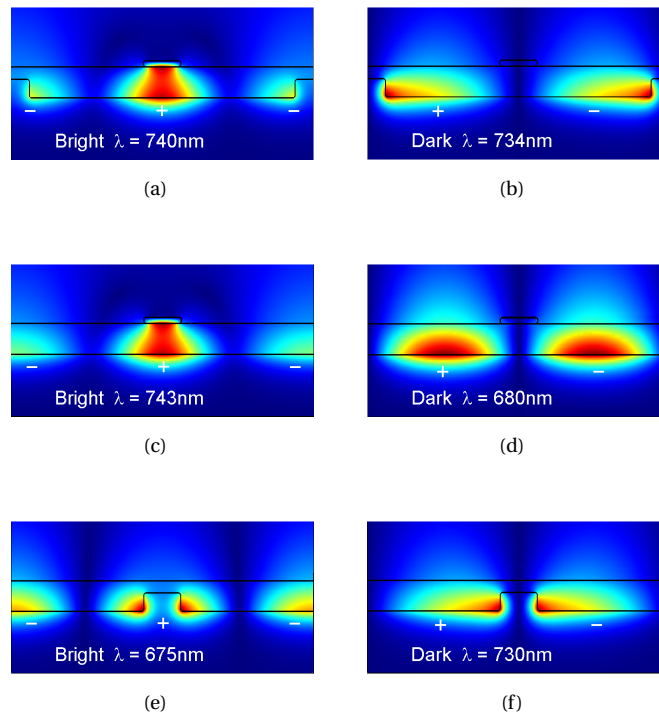 − + −
Bright λ = 740nm
(a)
+ −
Dark λ = 734nm
(b)
− + −
Bright λ = 743nm
(c)
+ −
Dark λ = 680nm
(d)
− + −
Bright λ = 675nm
(e)
+ −
Dark λ = 730nm
(f)